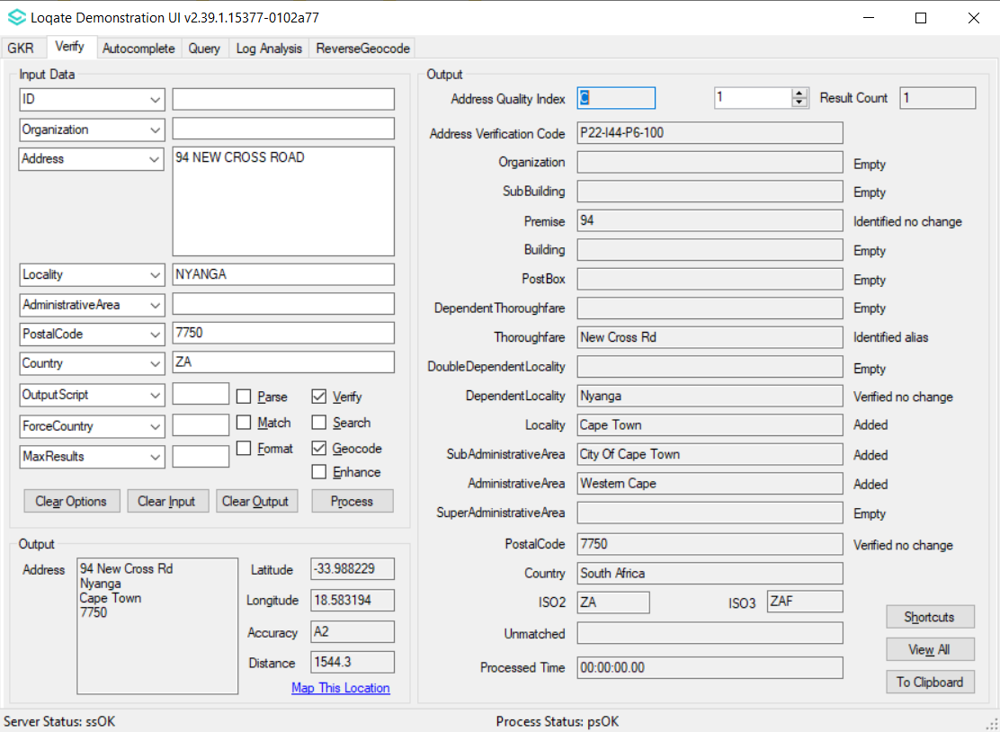 Loqate Demonstration UI v2.39.1.15377-0102a77
GKR Verify Autocomplete Query Log Analysis ReverseGeocode
Input Data
ID
Organization
Address 94 NEW CROSS ROAD
Locality NYANGA
AdministrativeArea
PostalCode 7750
Country ZA
OutputScript Parse Verify
ForceCountry Match Search
MaxResults Format Geocode
Enhance
Clear Options Clear Input Clear Output Process
Output
Address 94 New Cross Rd
Nyanga
Cape Town
7750
Latitude -33.988229
Longitude 18.583194
Accuracy A2
Distance 1544.3
Map This Location
Output
Address Quality Index C 1 Result Count 1
Address Verification Code P22-I44-P6-100
Organization Empty
SubBuilding Empty
Premise 94 Identified no change
Building Empty
PostBox Empty
DependentThoroughfare Empty
Thoroughfare New Cross Rd Identified alias
DoubleDependentLocality Empty
DependentLocality Nyanga Verified no change
Locality Cape Town Added
SubAdministrativeArea City Of Cape Town Added
AdministrativeArea Western Cape Added
SuperAdministrativeArea Empty
PostalCode 7750 Verified no change
Country South Africa
ISO2 ZA ISO3 ZAF
Unmatched
Processed Time 00:00:00.00
Shortcuts
View All
To Clipboard
Server Status: ssOK Process Status: psOK